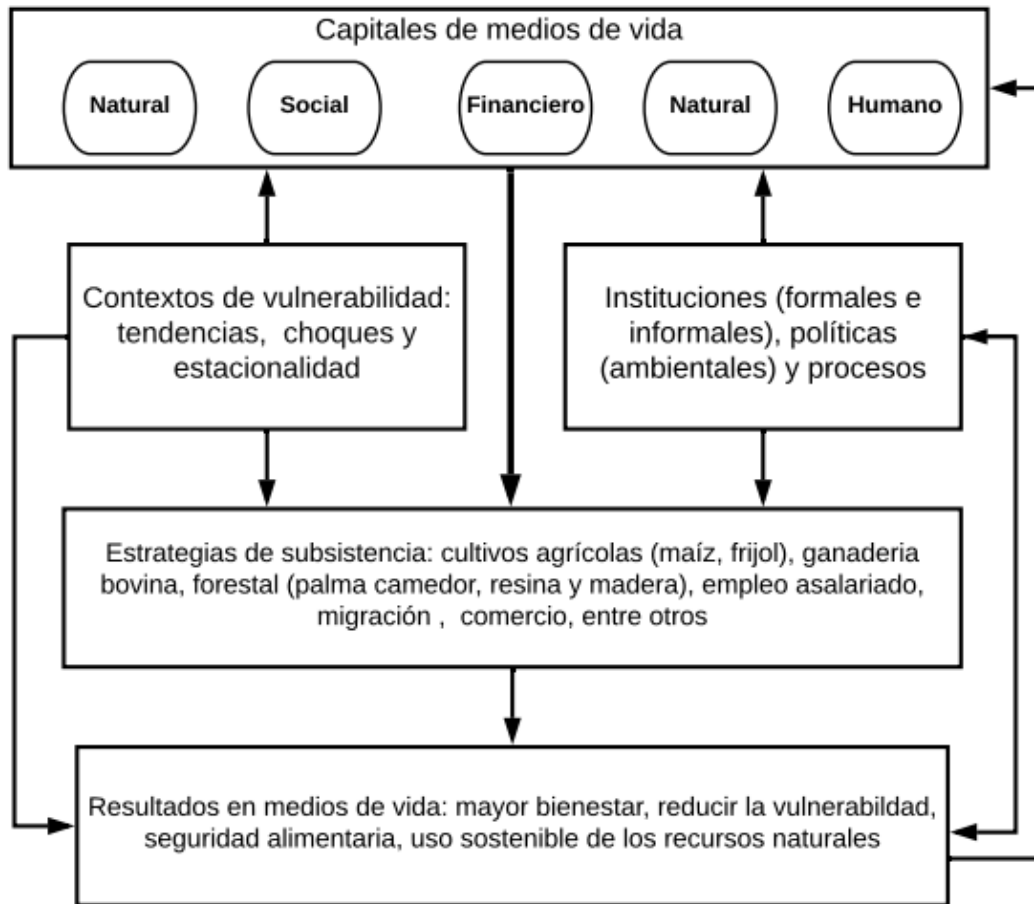 Capitales de medios de vida
Natural
Social
Financiero
Natural
Humano
Contextos de vulnerabilidad:
tendencias, choques y
estacionalidad
Instituciones (formales e
informales), políticas
(ambientales) y procesos
Estrategias de subsistencia: cultivos agrícolas (maíz, frijol), ganaderia
bovina, forestal (palma camedor, resina y madera), empleo asalariado,
migración , comercio, entre otros
Resultados en medios de vida: mayor bienestar, reducir la vulnerabildad,
seguridad alimentaria, uso sostenible de los recursos naturales